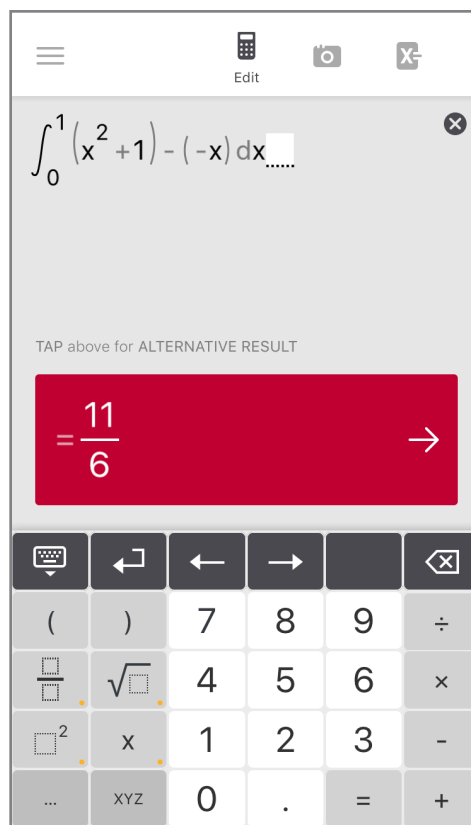 Edit
X=
∫₀¹ (x² + 1) - (-x) dx
TAP above for ALTERNATIVE RESULT
= 11/6
( ) 7 8 9 ÷
√ 4 5 6 ×
² x 1 2 3 -
... XYZ 0 . = +